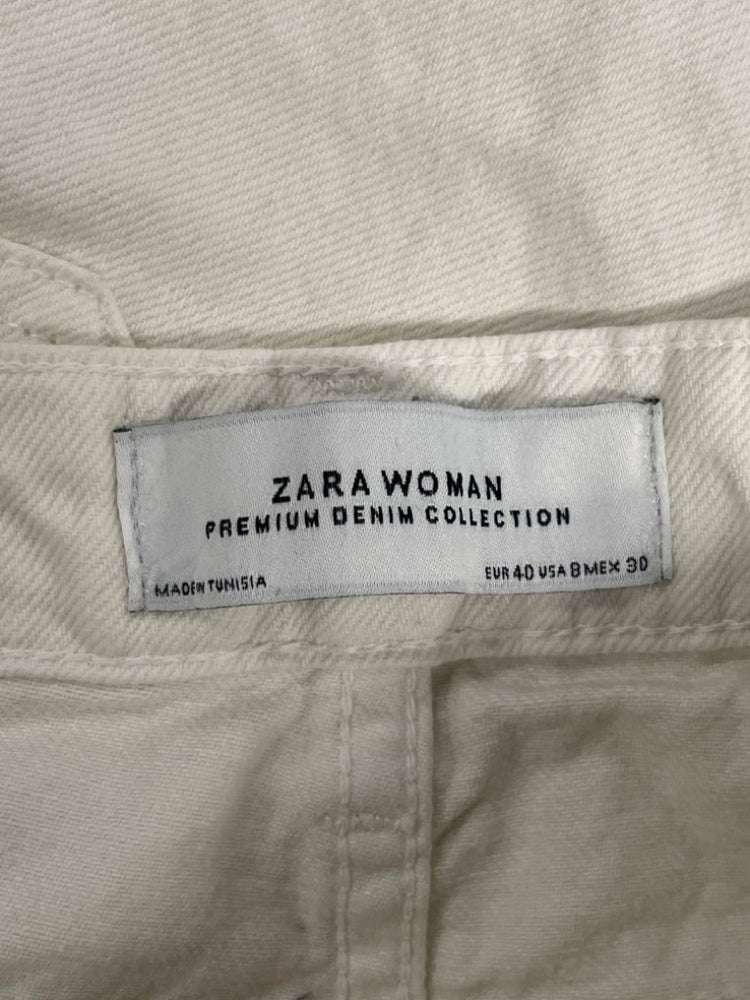 ZARA WOMAN
PREMIUM DENIM COLLECTION
MADE IN TUNISIA
EUR 40 USA 8 MEX 30